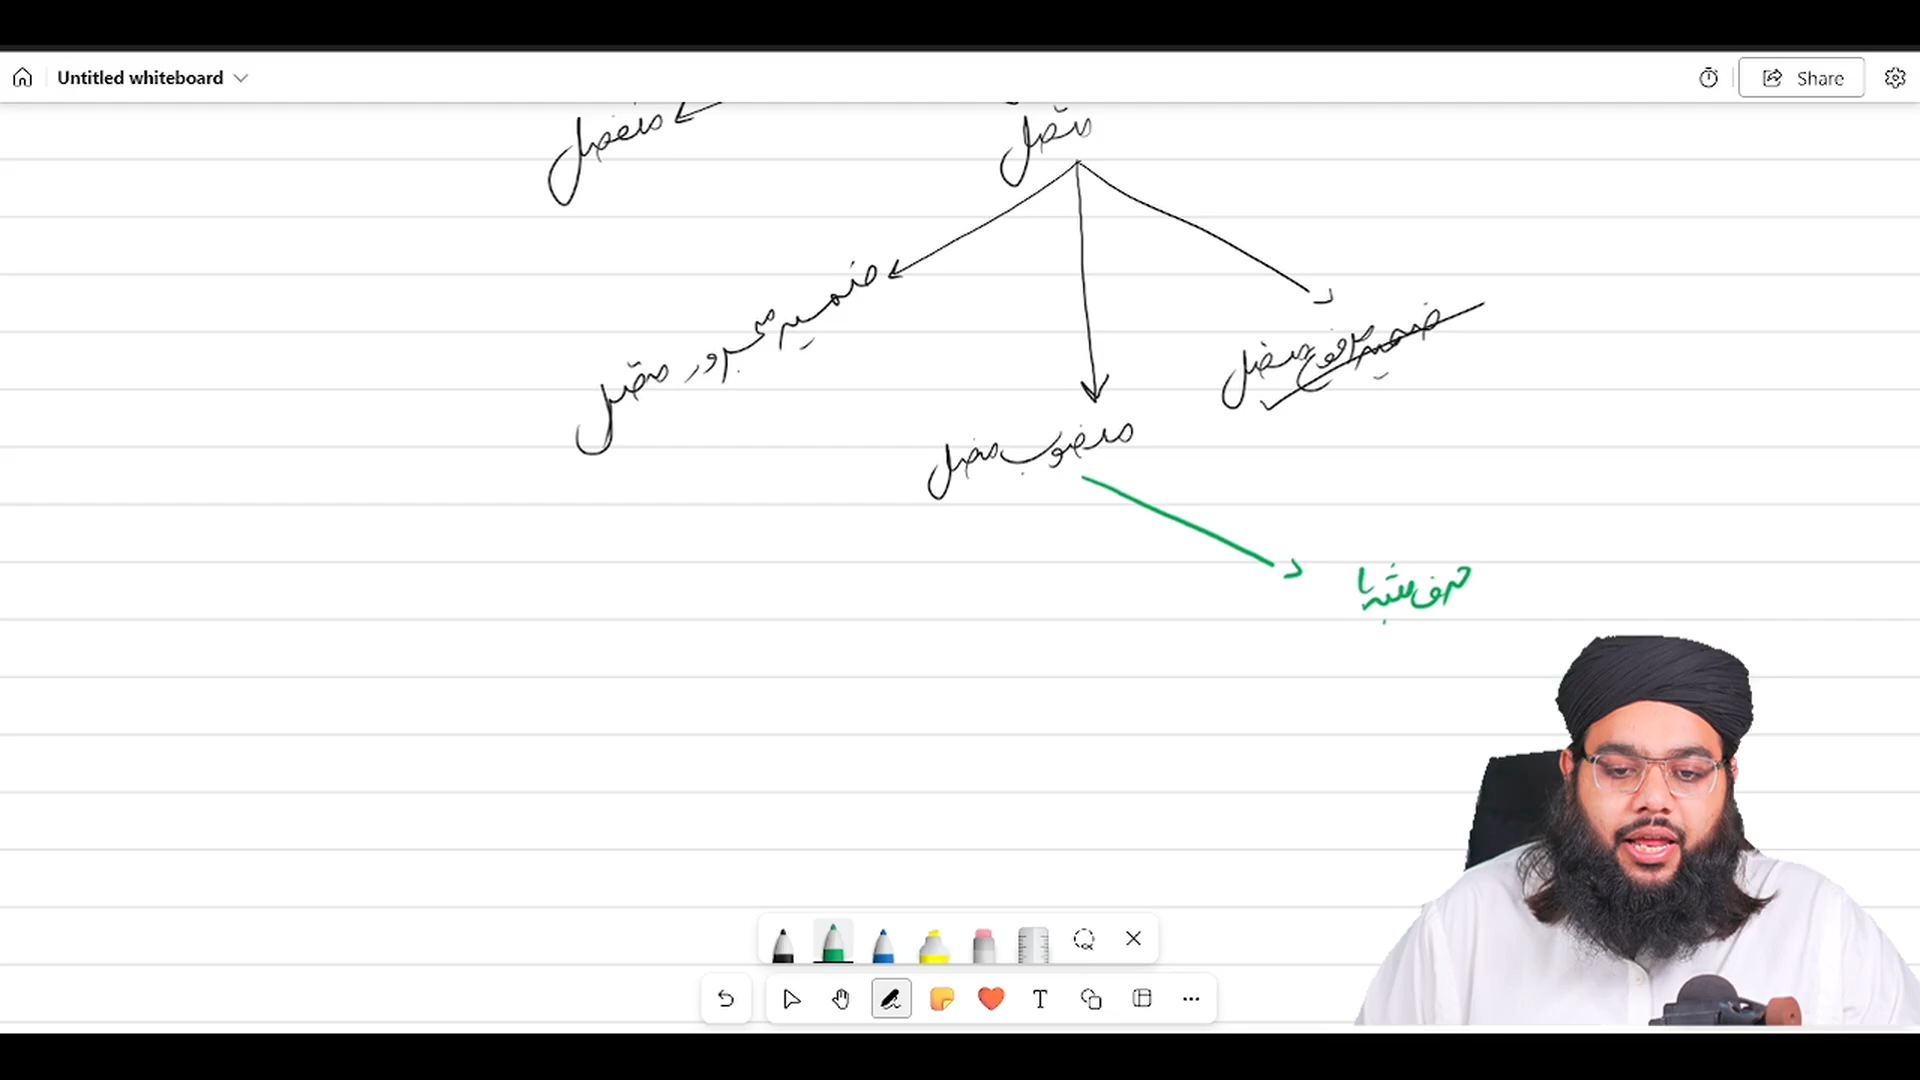 Untitled whiteboard
Share
متصل
منفصل
ضمیر مرفوع متصل
ضمیر مجرور متصل
منصوب متصل
حرف مشبہ با
T